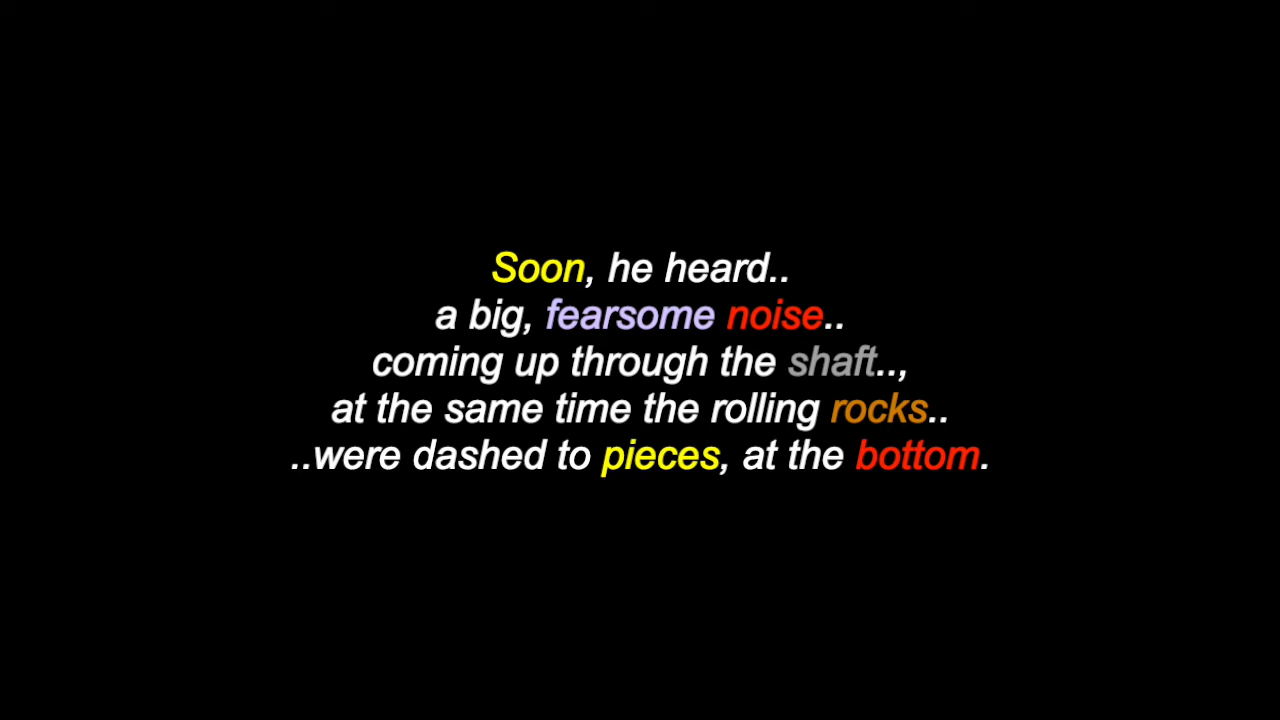 Soon, he heard..
a big, fearsome noise..
coming up through the shaft..,
at the same time the rolling rocks..
..were dashed to pieces, at the bottom.